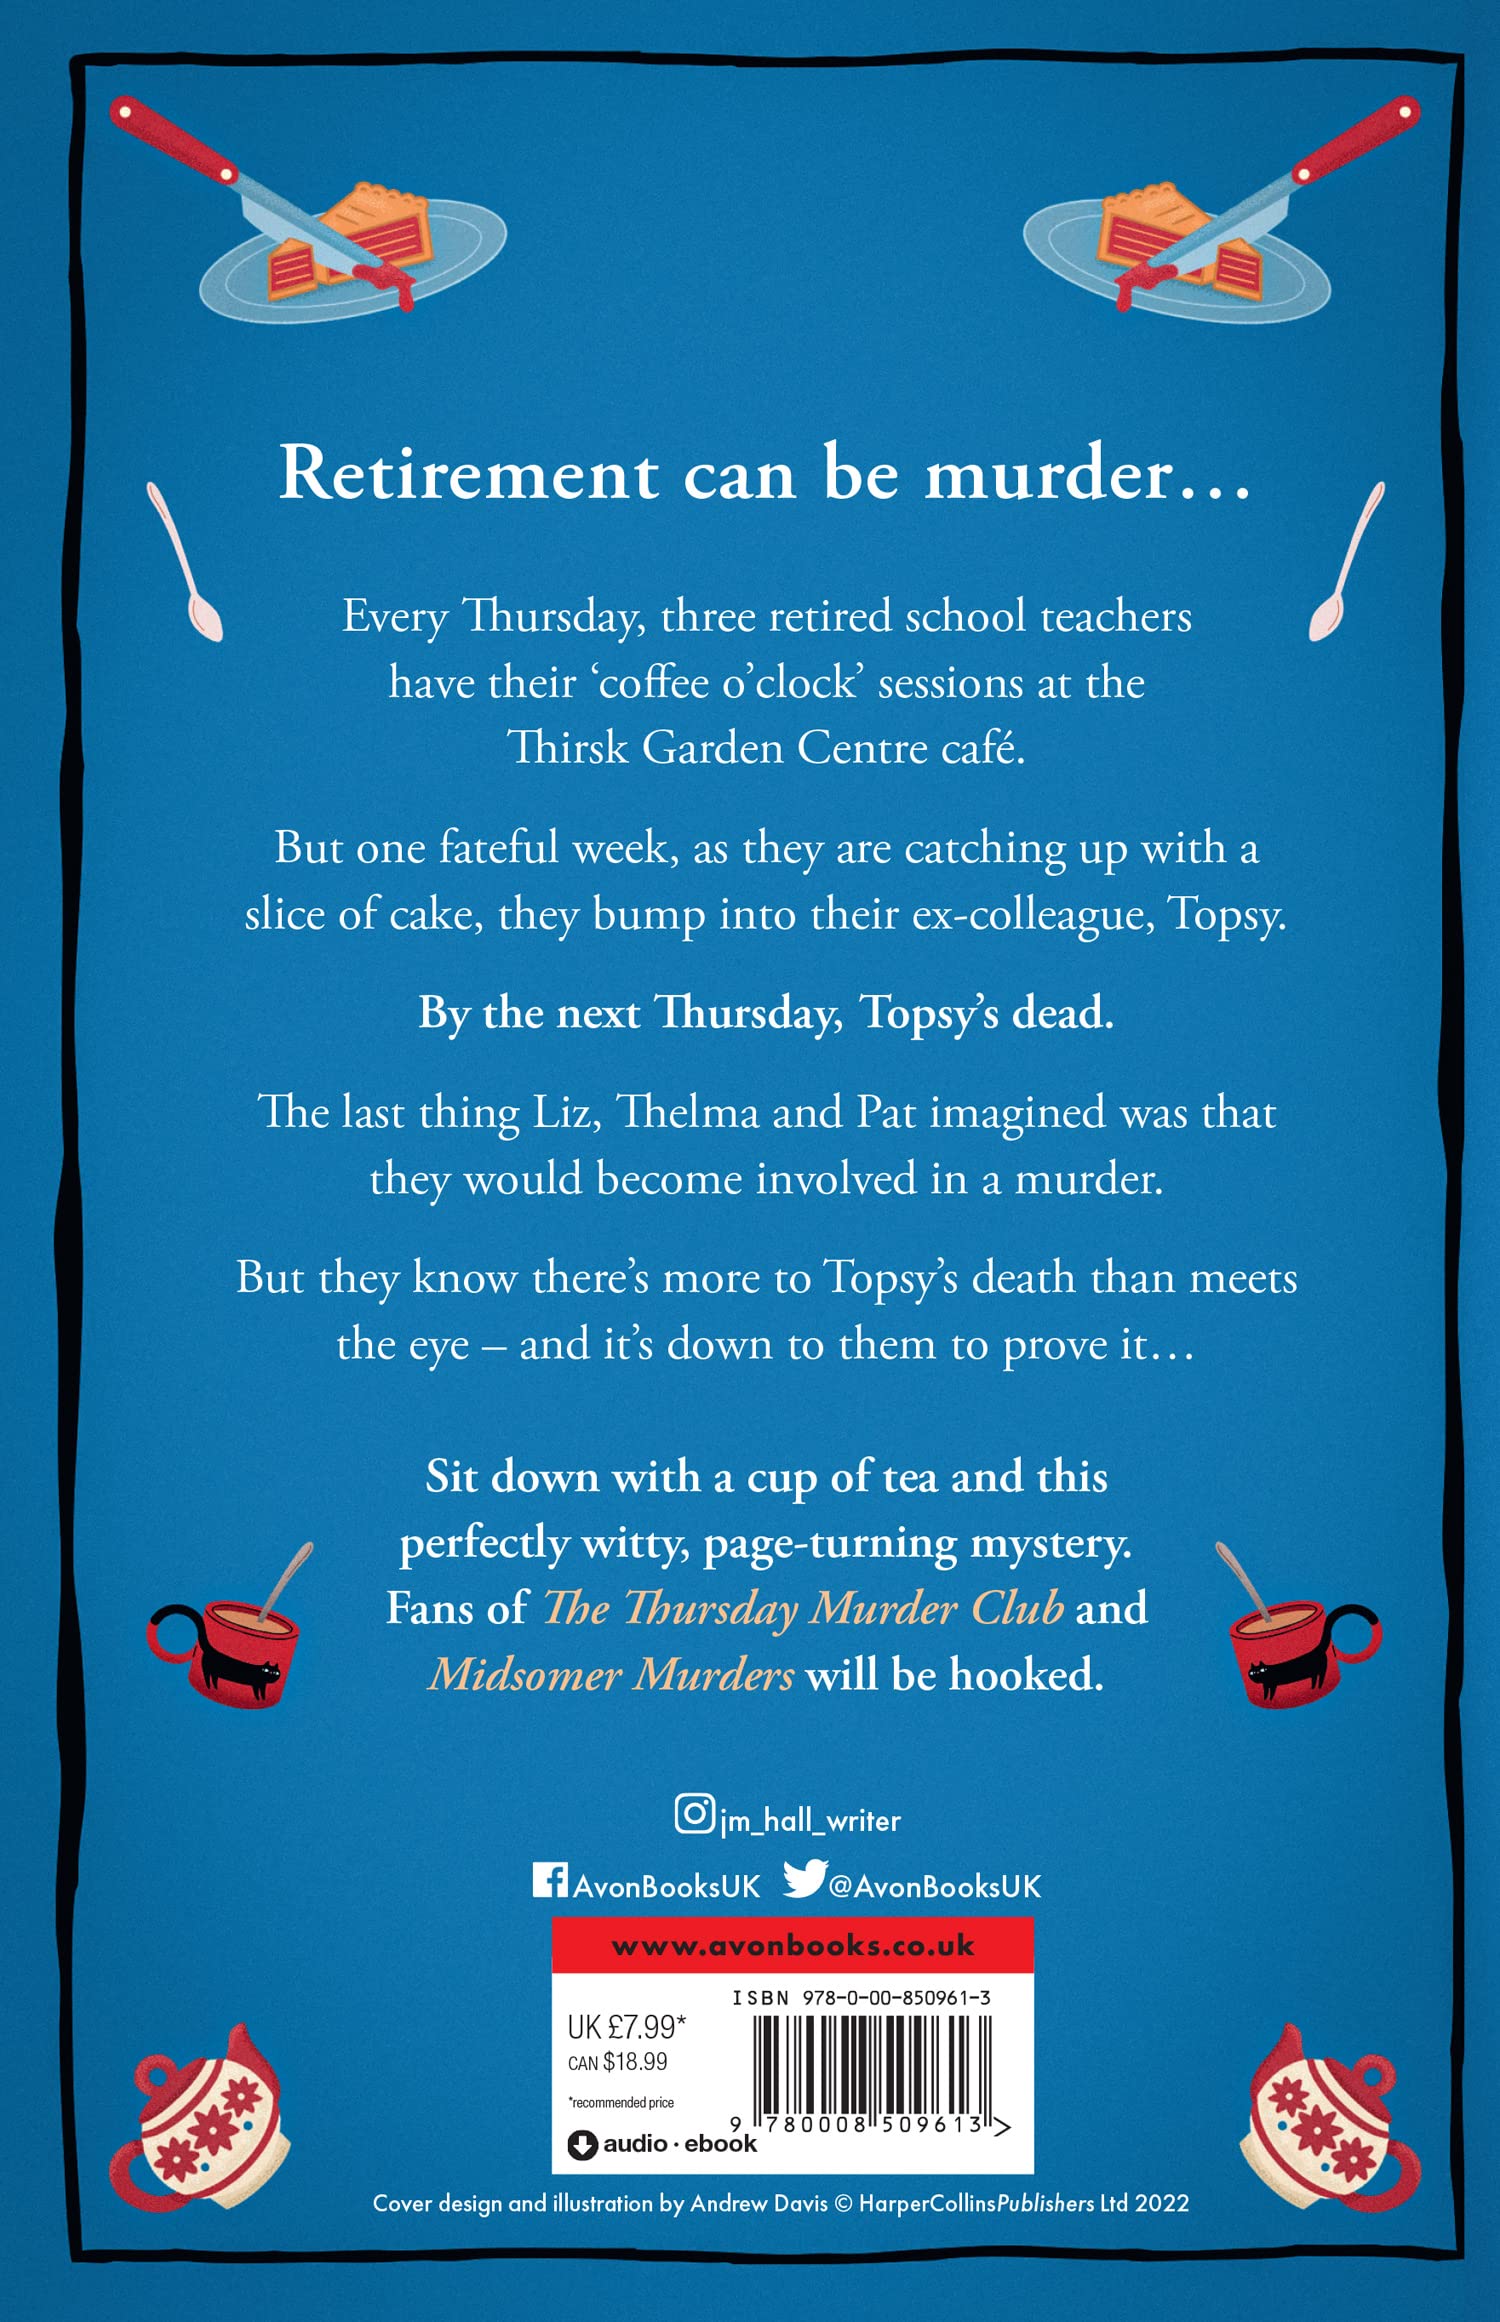 Retirement can be murder…
Every Thursday, three retired school teachers
have their ‘coffee o’clock’ sessions at the
Thirsk Garden Centre café.
But one fateful week, as they are catching up with a
slice of cake, they bump into their ex-colleague, Topsy.
By the next Thursday, Topsy’s dead.
The last thing Liz, Thelma and Pat imagined was that
they would become involved in a murder.
But they know there’s more to Topsy’s death than meets
the eye – and it’s down to them to prove it…
Sit down with a cup of tea and this
perfectly witty, page-turning mystery.
Fans of The Thursday Murder Club and
Midsomer Murders will be hooked.
jm_hall_writer
AvonBooksUK @AvonBooksUK
www.avonbooks.co.uk
ISBN 978-0-00-850961-3
UK £7.99*
CAN $18.99
*recommended price
9 780008 509613 >
audio · ebook
Cover design and illustration by Andrew Davis © HarperCollinsPublishers Ltd 2022